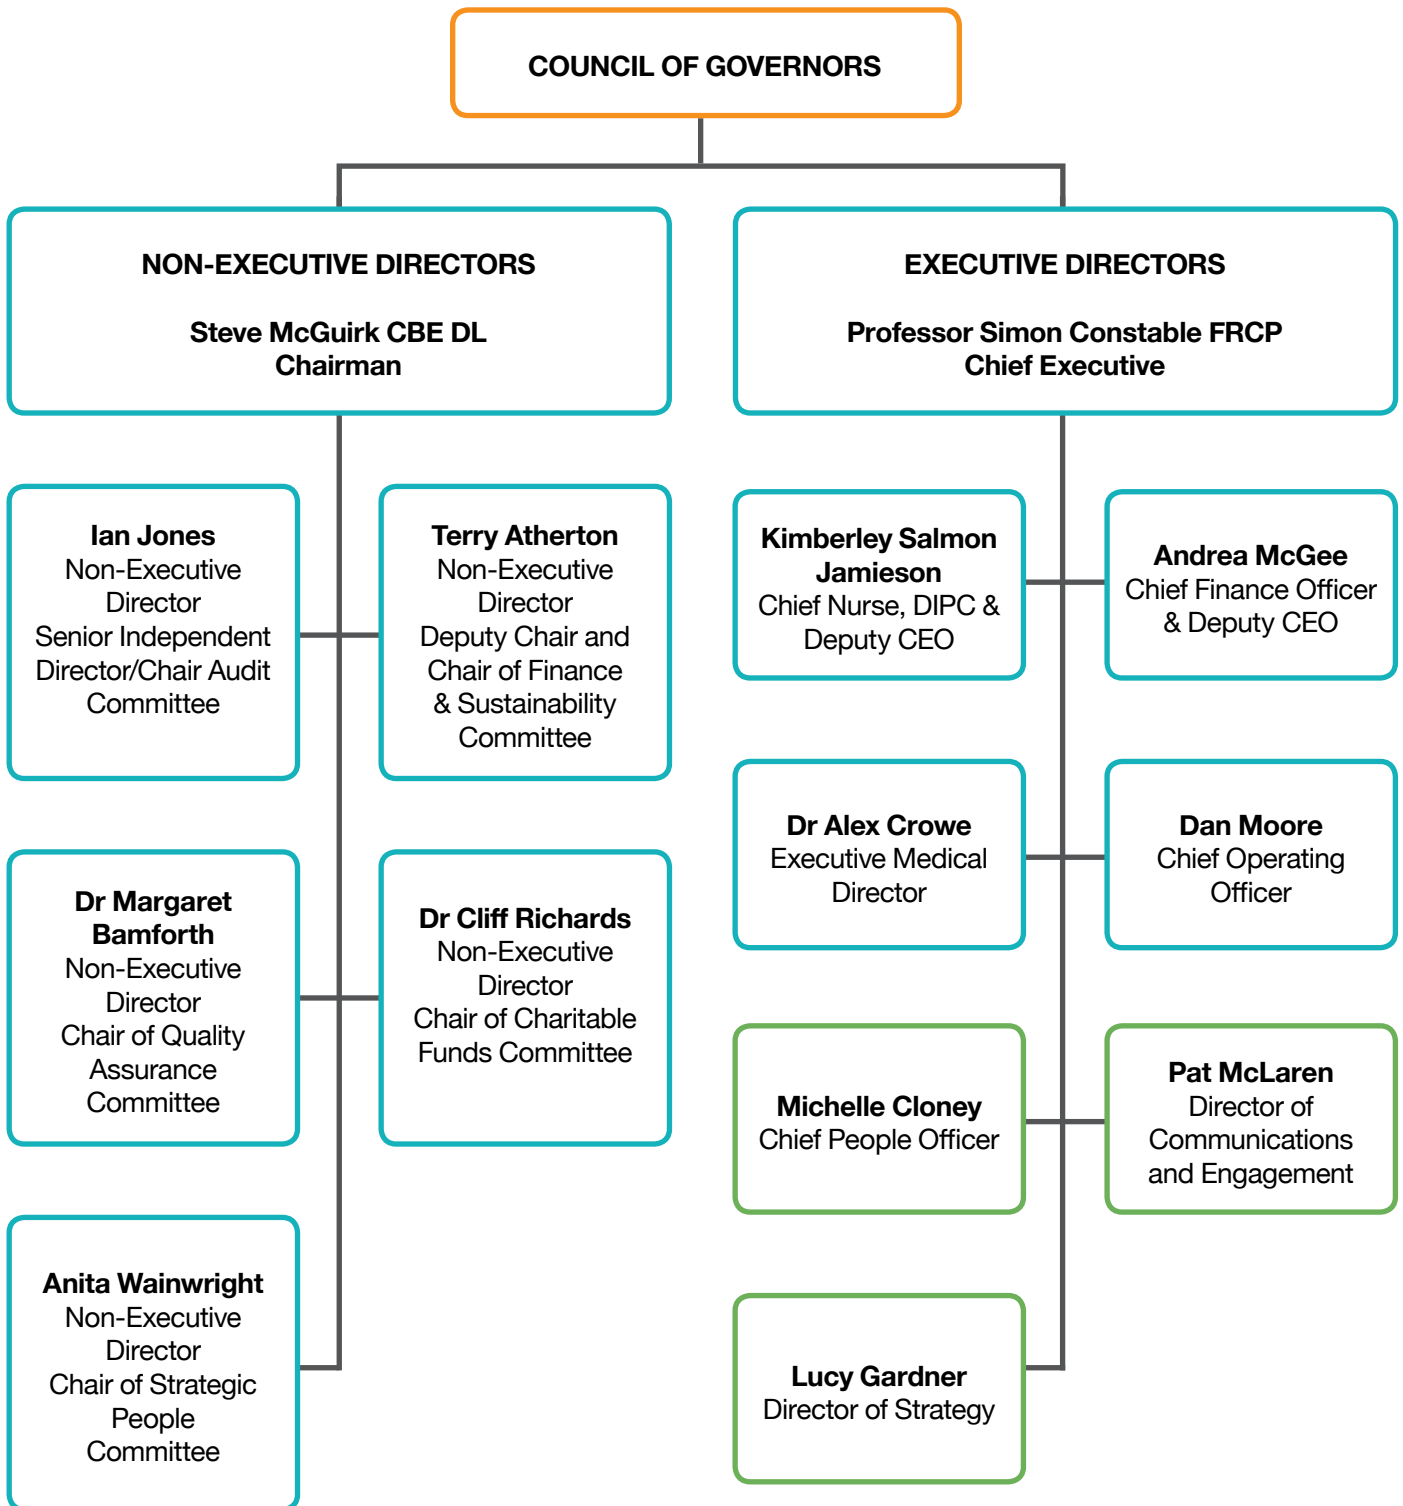 COUNCIL OF GOVERNORS
NON-EXECUTIVE DIRECTORS
Steve McGuirk CBE DL
Chairman
EXECUTIVE DIRECTORS
Professor Simon Constable FRCP
Chief Executive
Ian Jones
Non-Executive
Director
Senior Independent
Director/Chair Audit
Committee
Terry Atherton
Non-Executive
Director
Deputy Chair and
Chair of Finance
& Sustainability
Committee
Kimberley Salmon
Jamieson
Chief Nurse, DIPC &
Deputy CEO
Andrea McGee
Chief Finance Officer
& Deputy CEO
Dr Alex Crowe
Executive Medical
Director
Dan Moore
Chief Operating
Officer
Dr Margaret
Bamforth
Non-Executive
Director
Chair of Quality
Assurance
Committee
Dr Cliff Richards
Non-Executive
Director
Chair of Charitable
Funds Committee
Michelle Cloney
Chief People Officer
Pat McLaren
Director of
Communications
and Engagement
Anita Wainwright
Non-Executive
Director
Chair of Strategic
People
Committee
Lucy Gardner
Director of Strategy